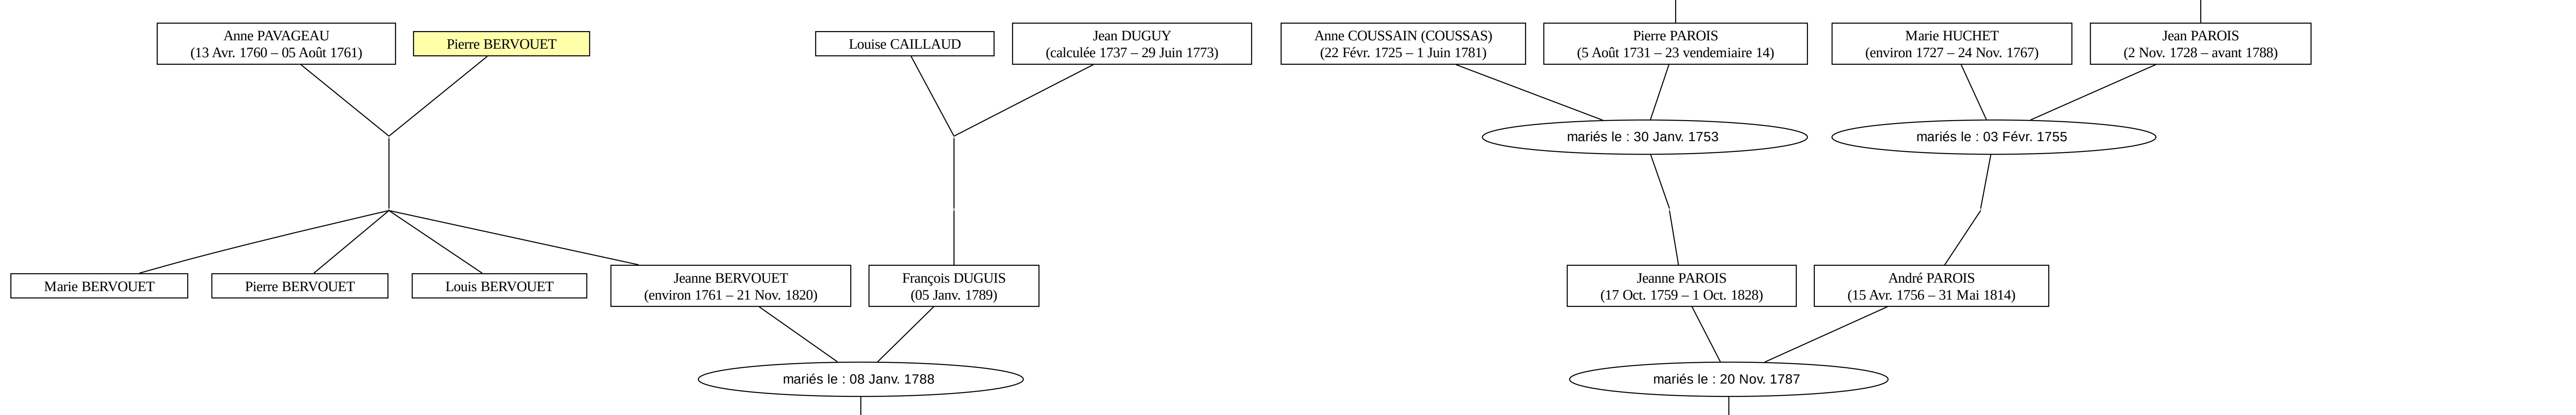 Anne PAVAGEAU
(13 Avr. 1760 – 05 Août 1761)
Pierre BERVOUET
Louise CAILLAUD
Jean DUGUY
(calculée 1737 – 29 Juin 1773)
Anne COUSSAIN (COUSSAS)
(22 Févr. 1725 – 1 Juin 1781)
Pierre PAROIS
(5 Août 1731 – 23 vendemiaire 14)
Marie HUCHET
(environ 1727 – 24 Nov. 1767)
Jean PAROIS
(2 Nov. 1728 – avant 1788)
mariés le : 30 Janv. 1753
mariés le : 03 Févr. 1755
Marie BERVOUET
Pierre BERVOUET
Louis BERVOUET
Jeanne BERVOUET
(environ 1761 – 21 Nov. 1820)
François DUGUIS
(05 Janv. 1789)
Jeanne PAROIS
(17 Oct. 1759 – 1 Oct. 1828)
André PAROIS
(15 Avr. 1756 – 31 Mai 1814)
mariés le : 08 Janv. 1788
mariés le : 20 Nov. 1787